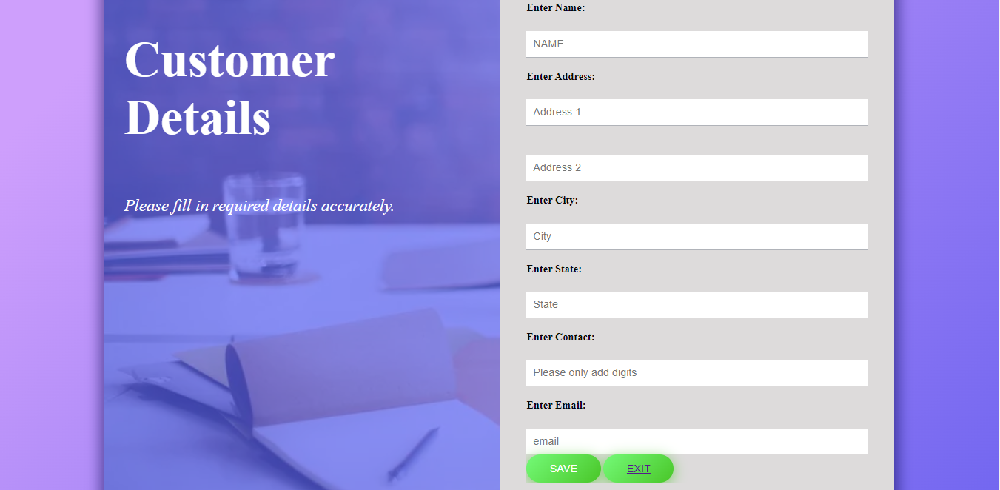 Customer
Details
Please fill in required details accurately.
Enter Name:
NAME
Enter Address:
Address 1
Address 2
Enter City:
City
Enter State:
State
Enter Contact:
Please only add digits
Enter Email:
email
SAVE EXIT